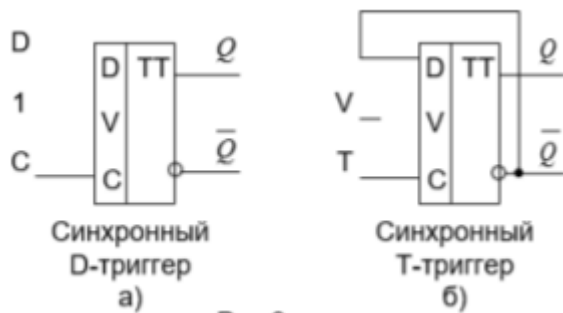 D
1
C
D TT
V
C
Q
Q̅
Синхронный
D-триггер
а)
V
T
D TT
V
C
Q
Q̅
Синхронный
Т-триггер
б)